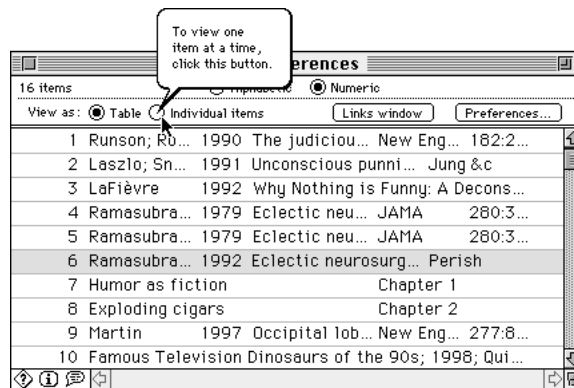 To view one
item at a time,
click this button.
erences
16 items Numeric
View as: Table Individual items Links window Preferences...
1 Runson; Ro... 1990 The judiciou... New Eng... 182:2...
2 Laszlo; Sn... 1991 Unconscious punni... Jung &c
3 LaFièvre 1992 Why Nothing is Funny: A Decons...
4 Ramasubra... 1979 Eclectic neu... JAMA 280:3...
5 Ramasubra... 1979 Eclectic neu... JAMA 280:3...
6 Ramasubra... 1992 Eclectic neurosurg... Perish
7 Humor as fiction Chapter 1
8 Exploding cigars Chapter 2
9 Martin 1997 Occipital lob... New Eng... 277:8...
10 Famous Television Dinosaurs of the 90s; 1998; Qui...